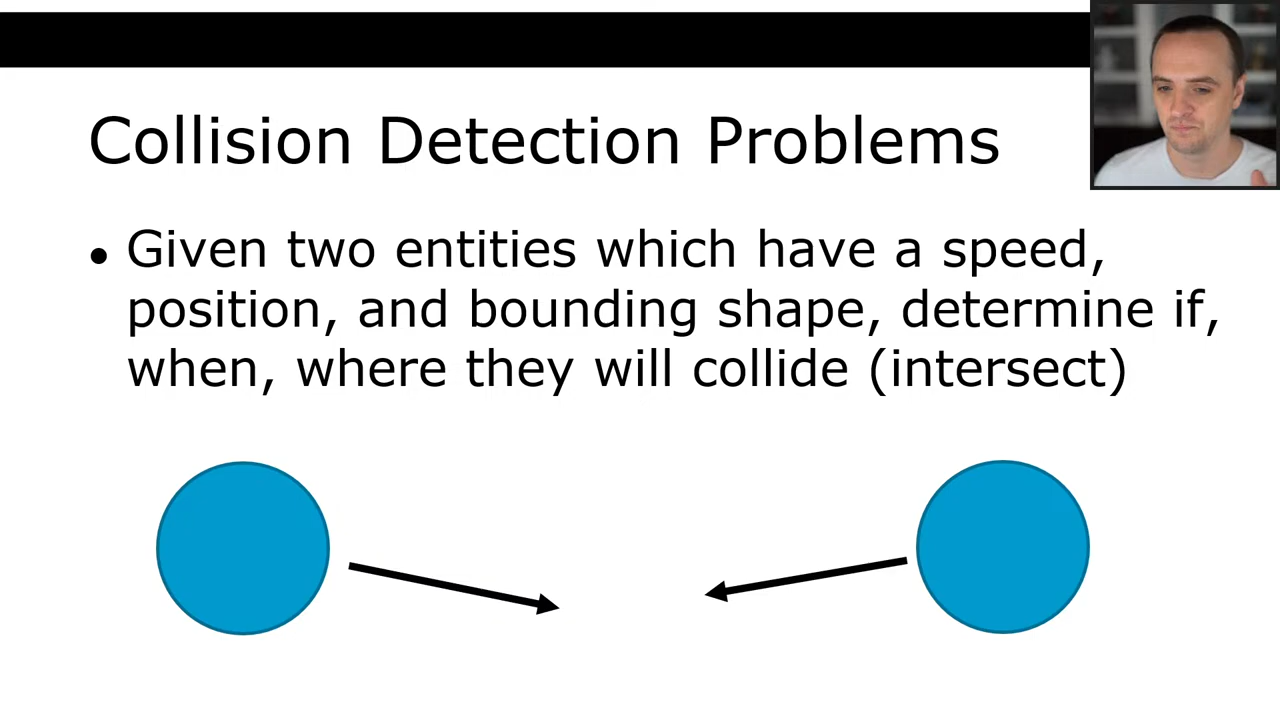 Collision Detection Problems
• Given two entities which have a speed,
position, and bounding shape, determine if,
when, where they will collide (intersect)